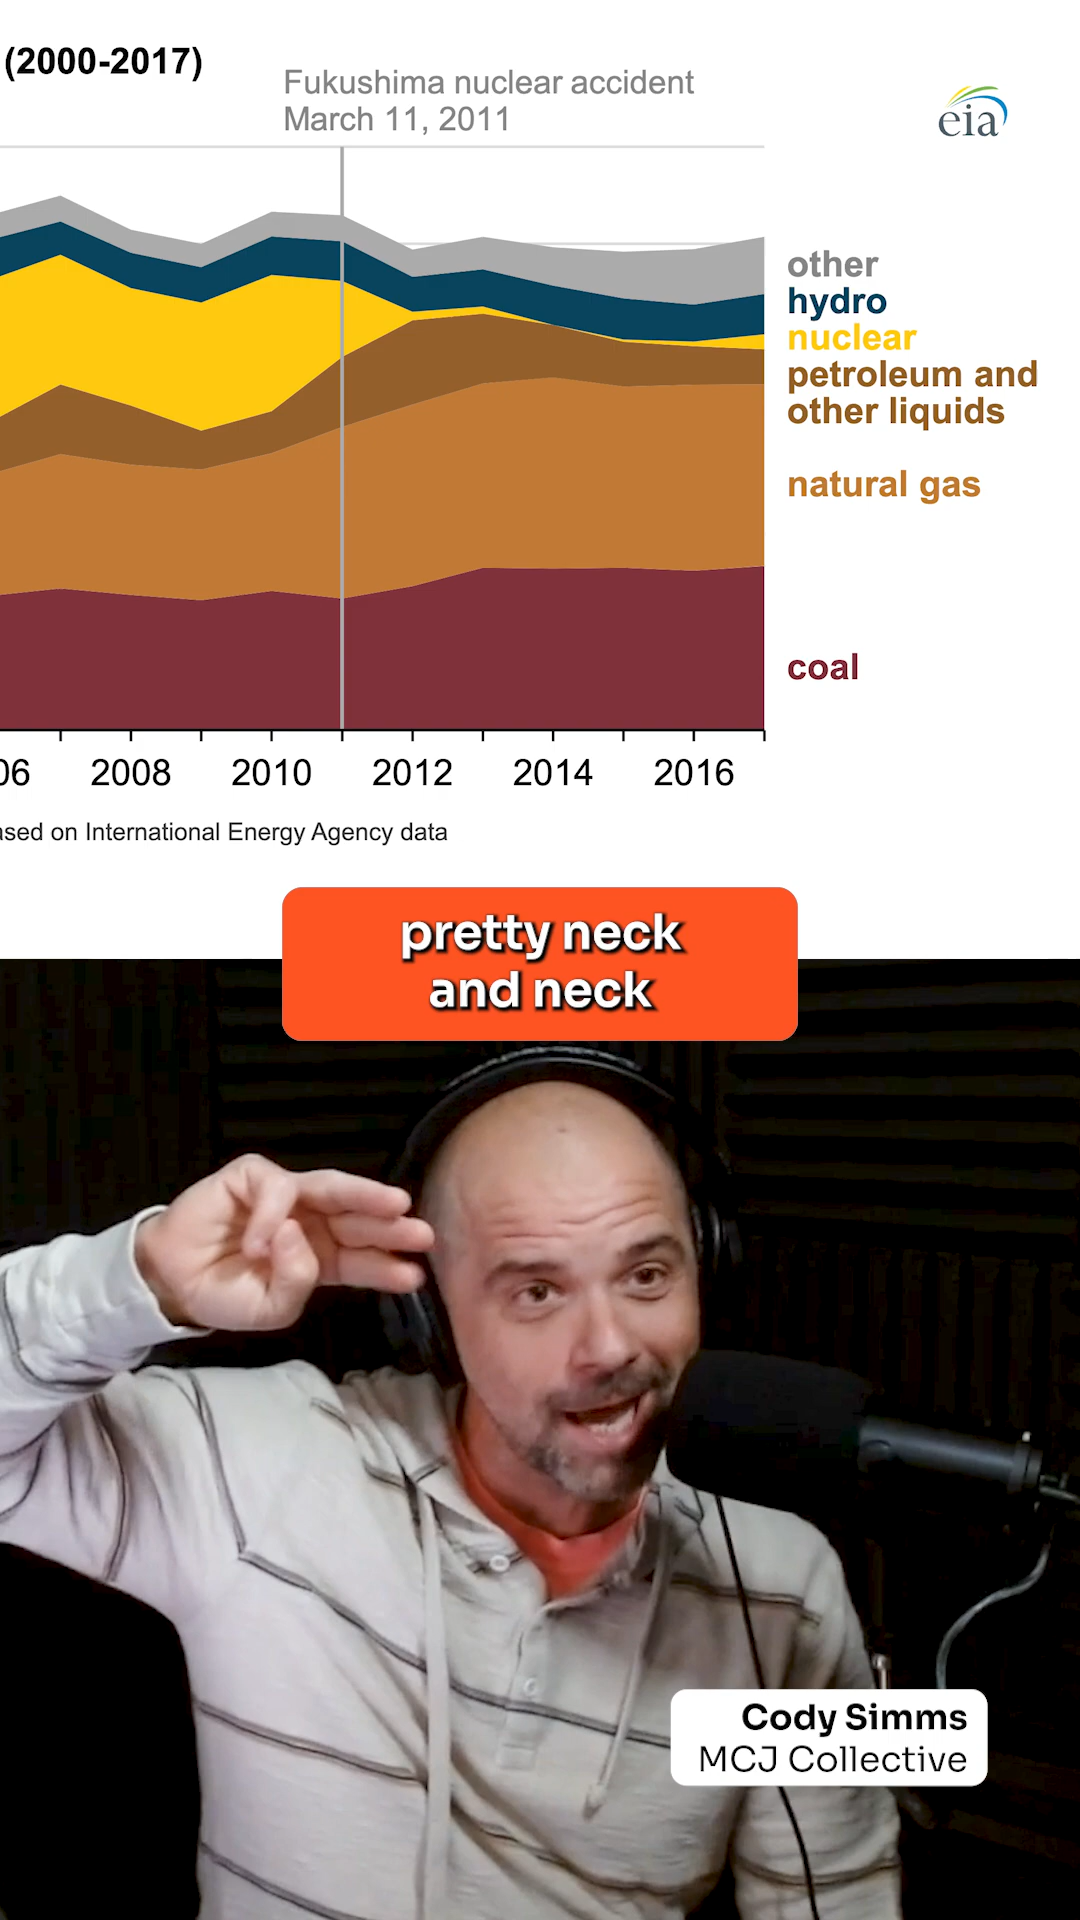 (2000-2017)
Fukushima nuclear accident
March 11, 2011
eia
other
hydro
nuclear
petroleum and
other liquids
natural gas
coal
06 2008 2010 2012 2014 2016
ased on International Energy Agency data
pretty neck
and neck
Cody Simms
MCJ Collective